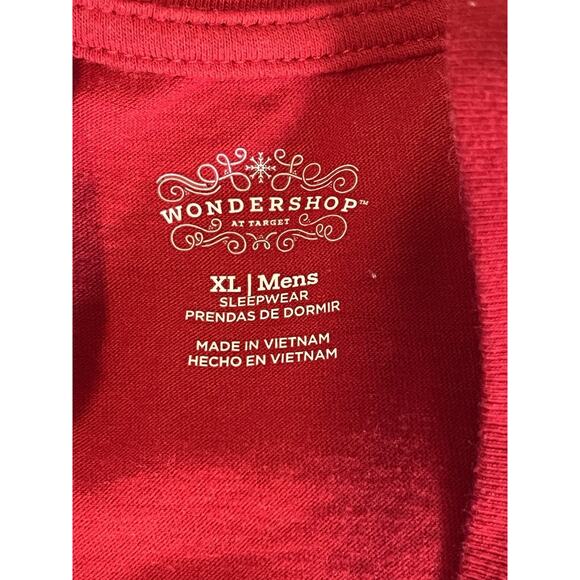 WONDERSHOP™
AT TARGET
XL | Mens
SLEEPWEAR
PRENDAS DE DORMIR
MADE IN VIETNAM
HECHO EN VIETNAM